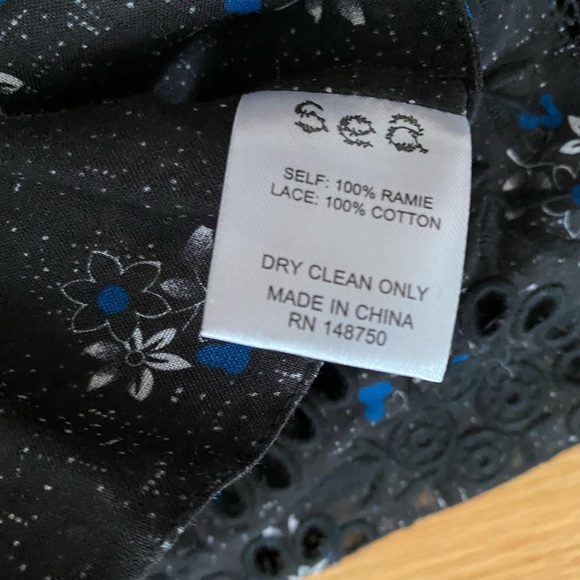 sea
SELF: 100% RAMIE
LACE: 100% COTTON
DRY CLEAN ONLY
MADE IN CHINA
RN 148750